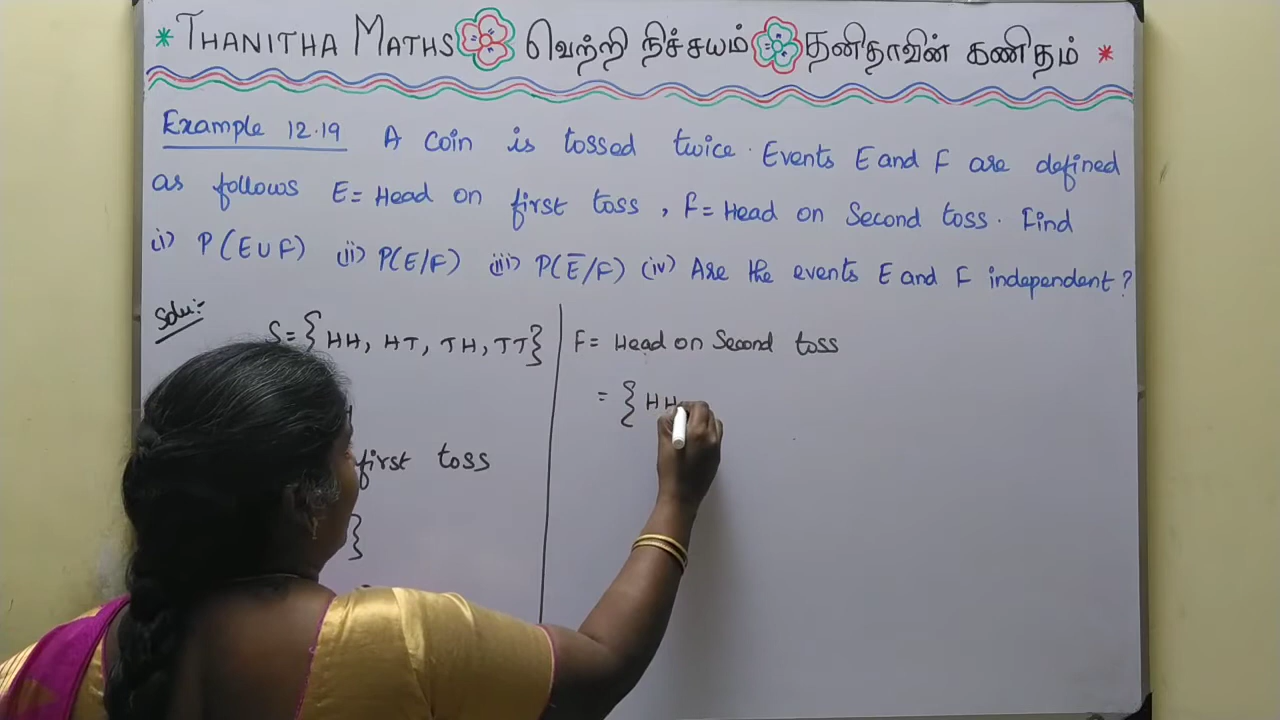 * THANITHA MATHS வெற்றி நிச்சயம் தனிதாவின் கணிதம் *
Example 12.19 A coin is tossed twice. Events E and F are defined
as follows E= Head on first toss, F= Head on Second toss. Find
(i) P(E∪F) (ii) P(E/F) (iii) P(E̅/F) (iv) Are the events E and F independent?
Solu:-
S={HH, HT, TH, TT}
first toss
}
F= Head on Second toss
= {HH